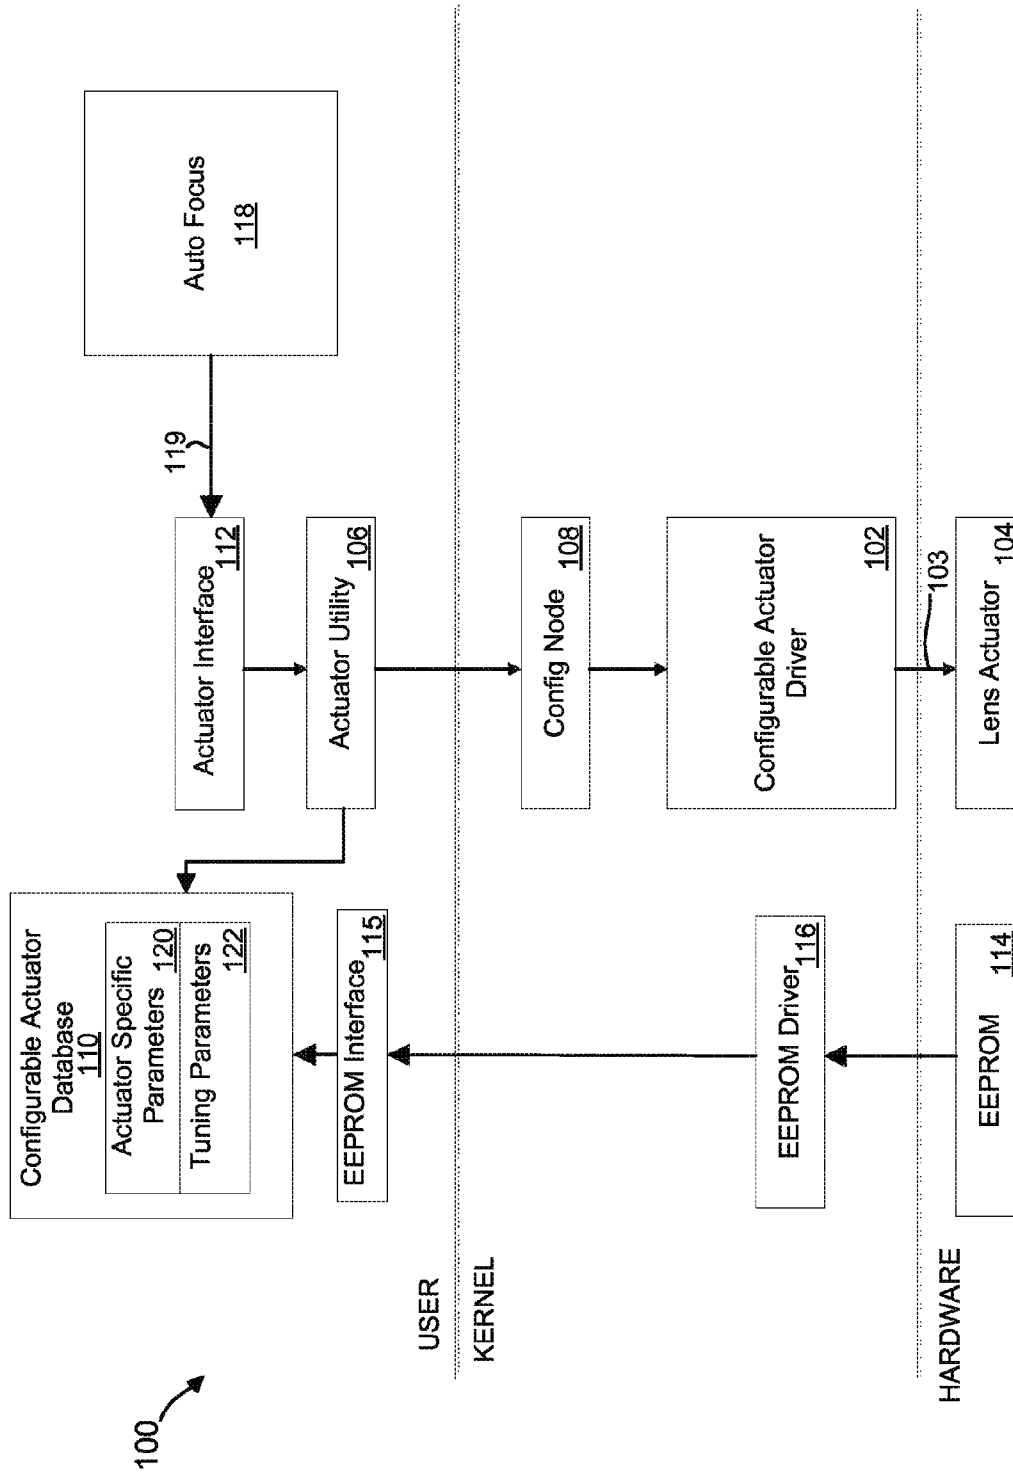 100
Configurable Actuator
Database
110
Actuator Specific
Parameters 120
Tuning Parameters
122
EEPROM Interface
115
Actuator Interface
112
Actuator Utility
106
119
Auto Focus
118
USER
KERNEL
Config Node
108
EEPROM Driver
116
Configurable Actuator
Driver
102
103
HARDWARE
EEPROM
114
Lens Actuator
104